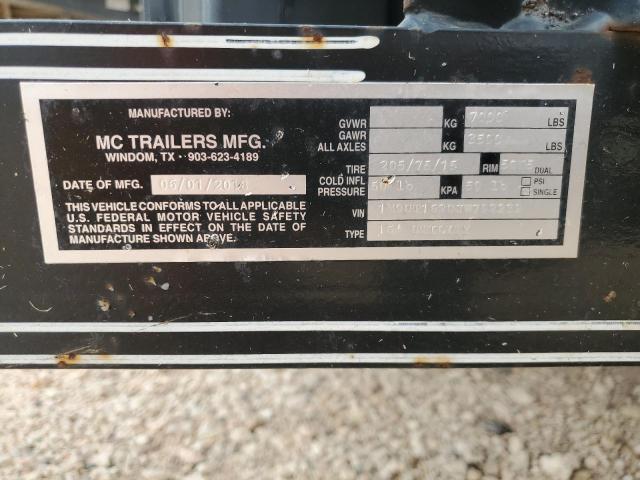 MANUFACTURED BY:
MC TRAILERS MFG.
WINDOM, TX • 903-623-4189
DATE OF MFG.
THIS VEHICLE CONFORMS TO ALL APPLICABLE
U.S. FEDERAL MOTOR VEHICLE SAFETY
STANDARDS IN EFFECT ON THE DATE OF
MANUFACTURE SHOWN ABOVE.
GVWR KG 7000 LBS
GAWR
ALL AXLES KG 3500 LBS
TIRE 205/75/15 RIM DUAL
COLD INFL
PRESSURE KPA PSI
SINGLE
VIN
TYPE